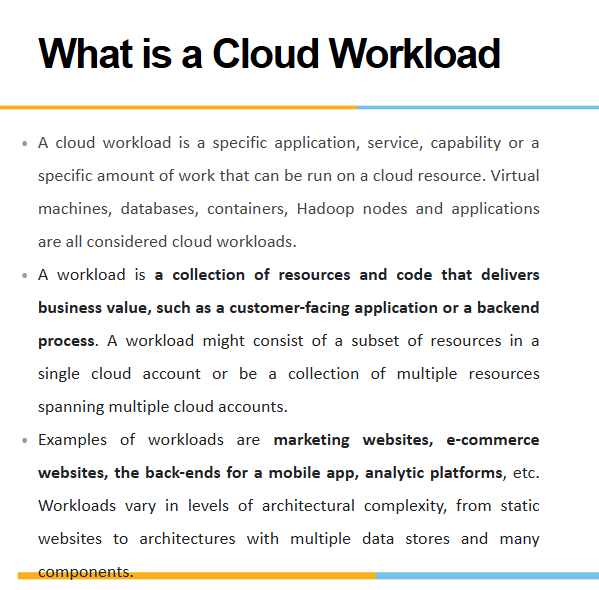 What is a Cloud Workload
• A cloud workload is a specific application, service, capability or a
specific amount of work that can be run on a cloud resource. Virtual
machines, databases, containers, Hadoop nodes and applications
are all considered cloud workloads.
• A workload is a collection of resources and code that delivers
business value, such as a customer-facing application or a backend
process. A workload might consist of a subset of resources in a
single cloud account or be a collection of multiple resources
spanning multiple cloud accounts.
• Examples of workloads are marketing websites, e-commerce
websites, the back-ends for a mobile app, analytic platforms, etc.
Workloads vary in levels of architectural complexity, from static
websites to architectures with multiple data stores and many
components.